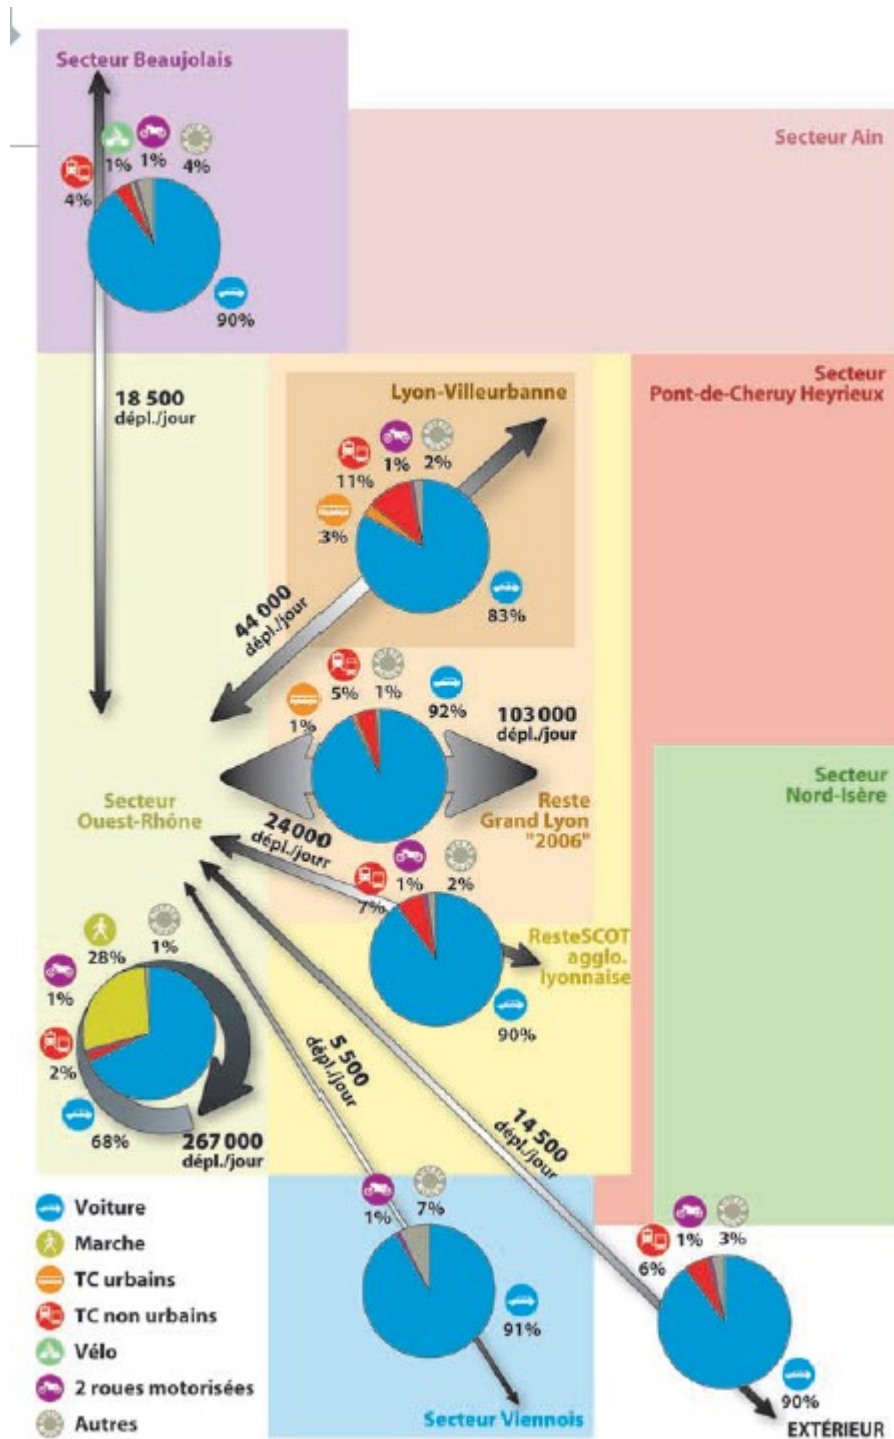 Secteur Beaujolais
1% 1% 4%
4%
90%
Secteur Ain
18 500
dépl./jour
Lyon-Villeurbanne
Secteur
Pont-de-Cheruy Heyrieux
1% 2%
11%
3%
83%
44 000
dépl./jour
5% 1%
1%
92%
103 000
dépl./jour
Secteur
Ouest-Rhône
Reste
Grand Lyon
"2006"
Secteur
Nord-Isère
24 000
dépl./jour
1% 2%
7%
90%
ResteSCOT
agglo.
lyonnaise
28% 1%
1%
2%
68%
267 000
dépl./jour
5 500
dépl./jour
14 500
dépl./jour
1% 7%
91%
Secteur Viennois
6% 1% 3%
90%
EXTÉRIEUR
Voiture
Marche
TC urbains
TC non urbains
Vélo
2 roues motorisées
Autres